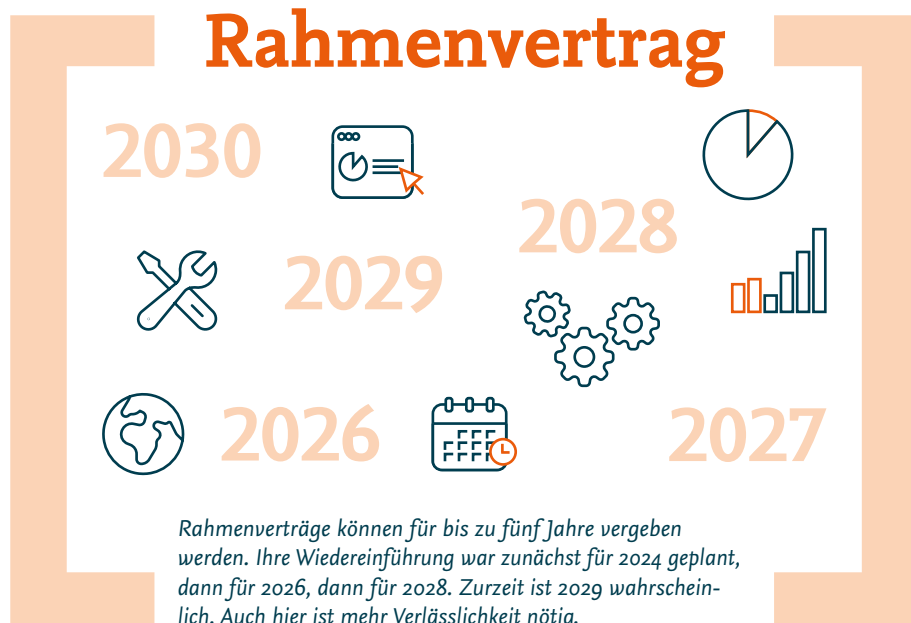 Rahmenvertrag
2030
2028
2029
2026
2027
Rahmenverträge können für bis zu fünf Jahre vergeben
werden. Ihre Wiedereinführung war zunächst für 2024 geplant,
dann für 2026, dann für 2028. Zurzeit ist 2029 wahrschein-
lich. Auch hier ist mehr Verlässlichkeit nötig.